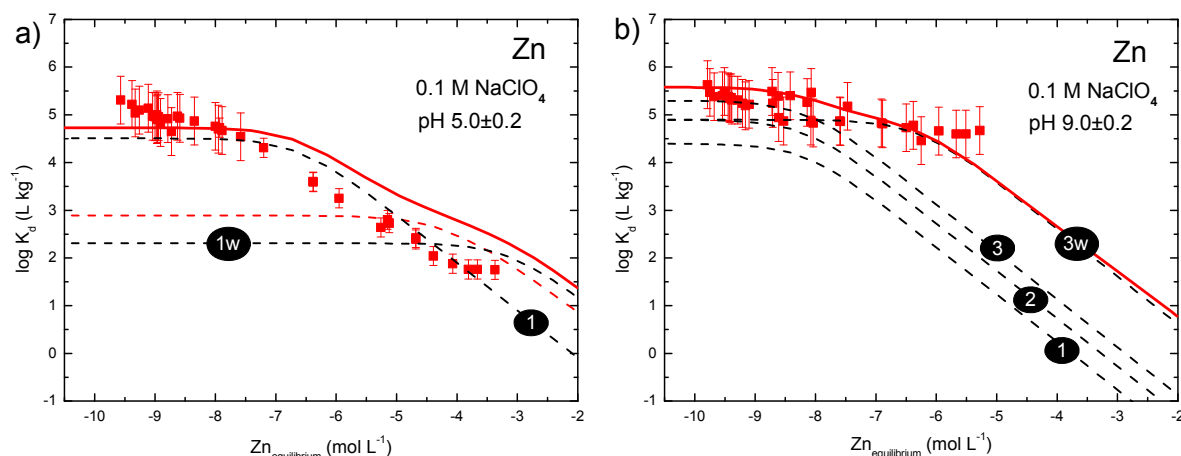 a)
Zn
0.1 M NaClO4
pH 5.0±0.2
7
6
5
4
3
2
1
0
-1
log Kd (L kg-1)
1w
1
-10 -9 -8 -7 -6 -5 -4 -3 -2
Znequilibrium (mol L-1)
b)
Zn
0.1 M NaClO4
pH 9.0±0.2
7
6
5
4
3
2
1
0
-1
log Kd (L kg-1)
3
3w
2
1
-10 -9 -8 -7 -6 -5 -4 -3 -2
Znequilibrium (mol L-1)